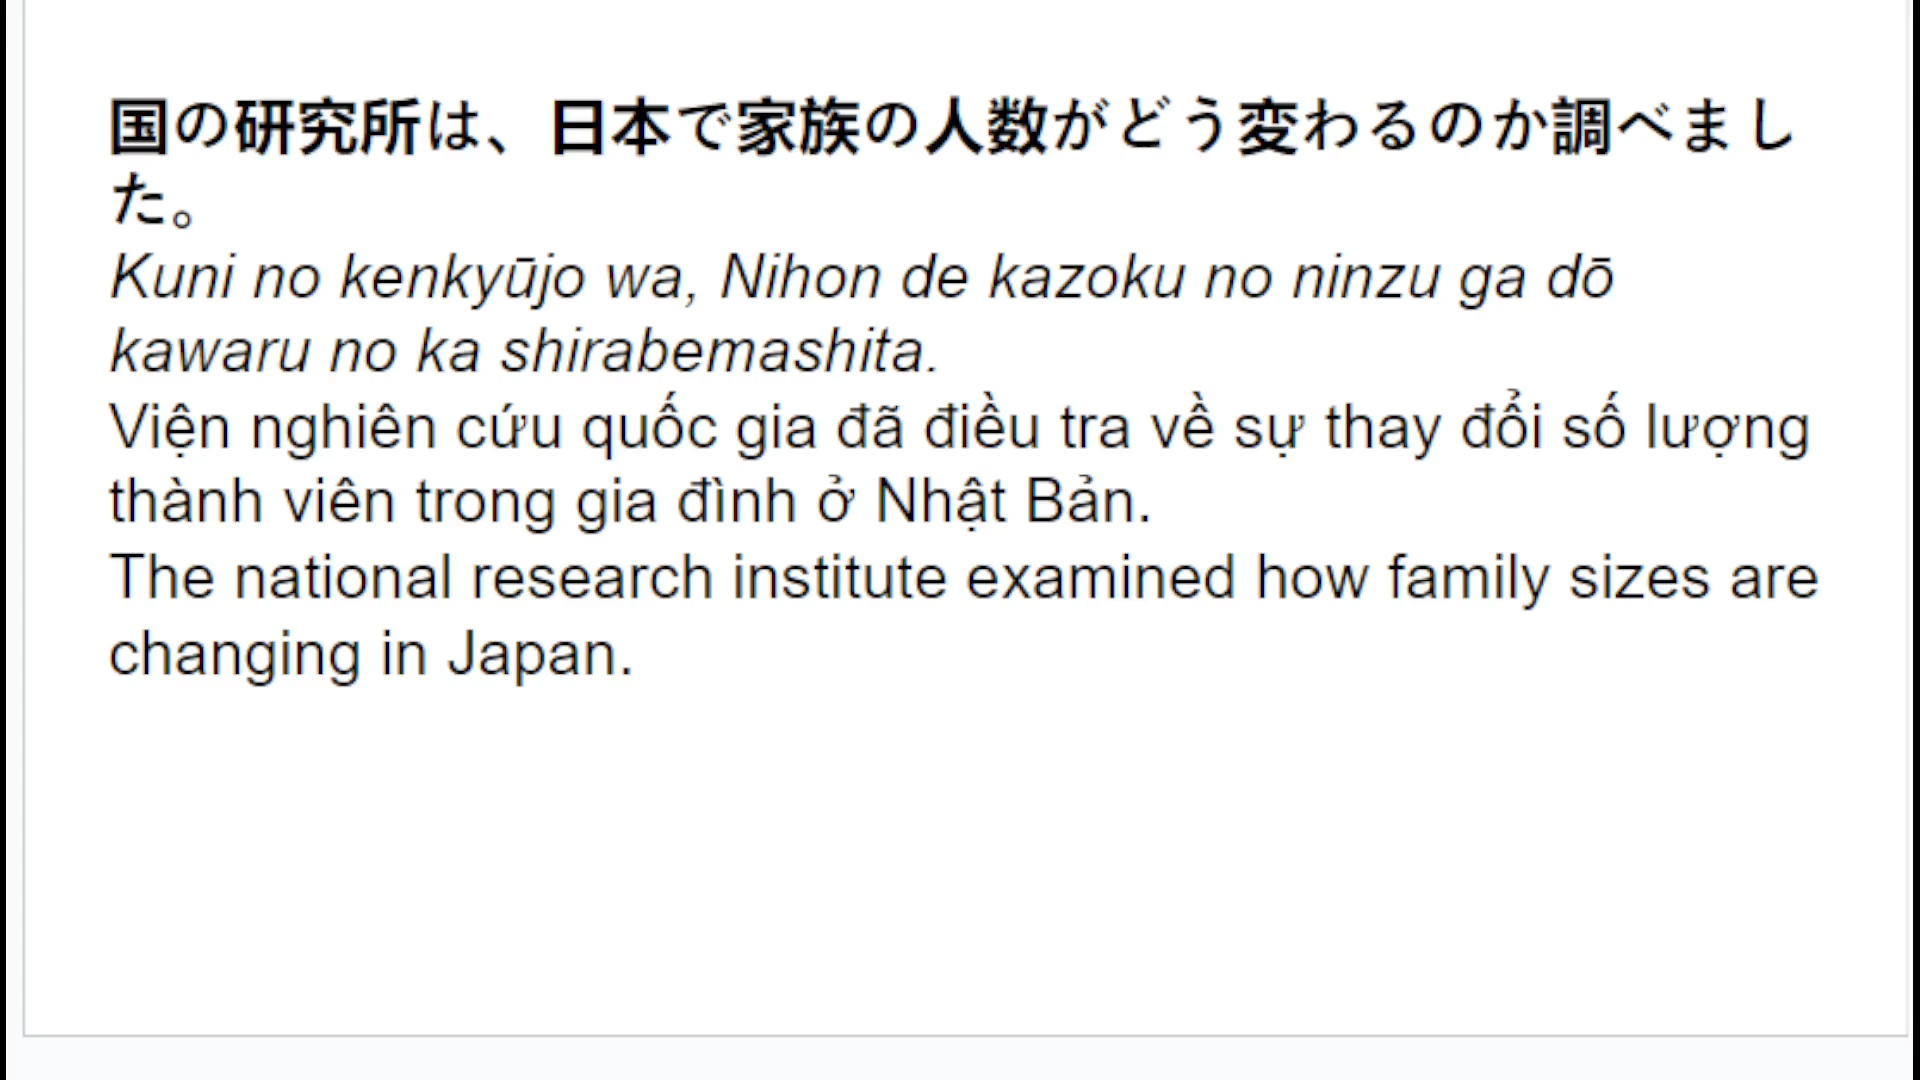 国の研究所は、日本で家族の人数がどう変わるのか調べまし
た。
Kuni no kenkyūjo wa, Nihon de kazoku no ninzu ga dō
kawaru no ka shirabemashita.
Viện nghiên cứu quốc gia đã điều tra về sự thay đổi số lượng
thành viên trong gia đình ở Nhật Bản.
The national research institute examined how family sizes are
changing in Japan.